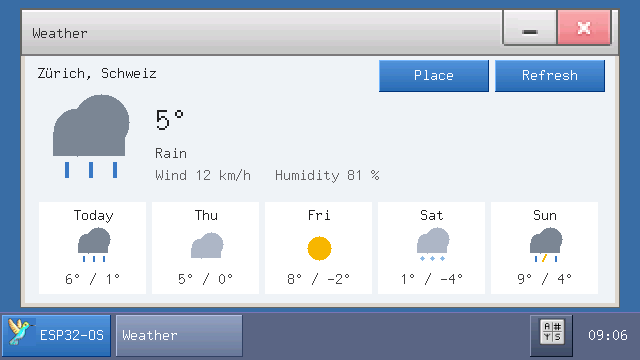 Weather
Zürich, Schweiz
Place
Refresh
5°
Rain
Wind 12 km/h Humidity 81 %
Today
Thu
Fri
Sat
Sun
6° / 1°
5° / 0°
8° / -2°
1° / -4°
9° / 4°
ESP32-OS
Weather
A#
TS
09:06